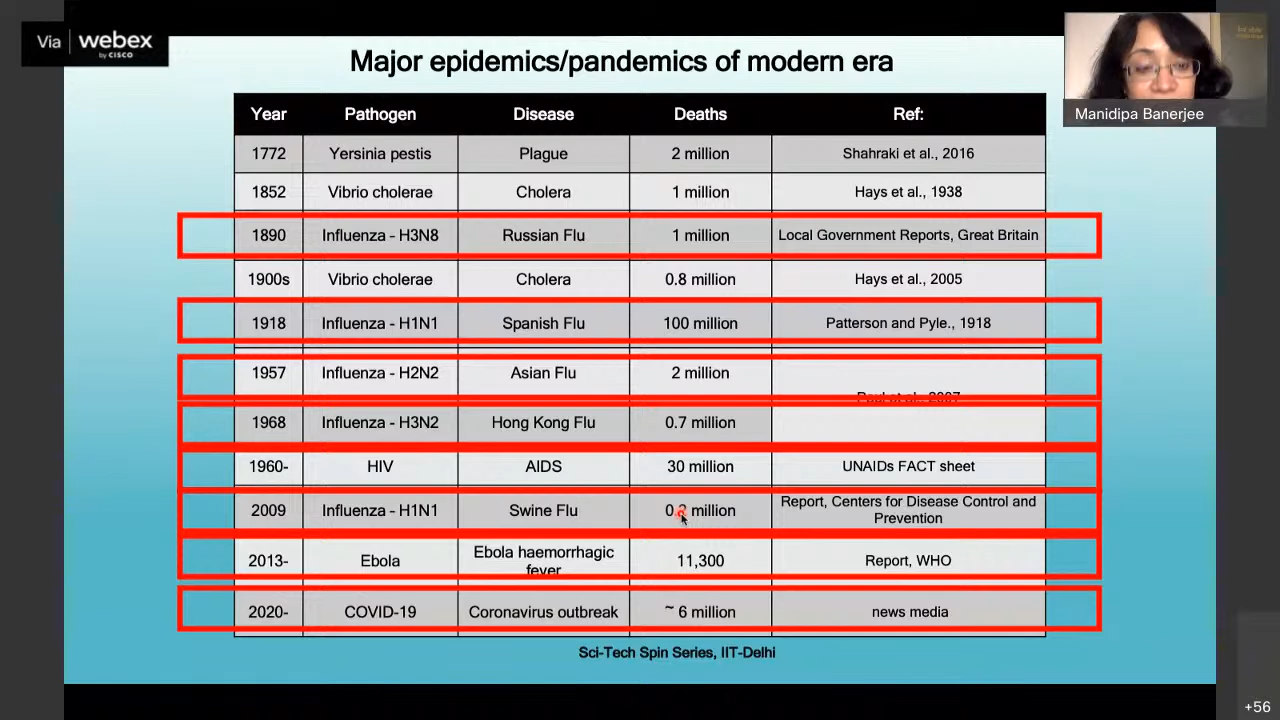 Via webex
by CISCO
Major epidemics/pandemics of modern era
Manidipa Banerjee
Year Pathogen Disease Deaths Ref:
1772 Yersinia pestis Plague 2 million Shahraki et al., 2016
1852 Vibrio cholerae Cholera 1 million Hays et al., 1938
1890 Influenza - H3N8 Russian Flu 1 million Local Government Reports, Great Britain
1900s Vibrio cholerae Cholera 0.8 million Hays et al., 2005
1918 Influenza - H1N1 Spanish Flu 100 million Patterson and Pyle., 1918
1957 Influenza - H2N2 Asian Flu 2 million
1968 Influenza - H3N2 Hong Kong Flu 0.7 million
1960- HIV AIDS 30 million UNAIDs FACT sheet
2009 Influenza - H1N1 Swine Flu million Report, Centers for Disease Control and
Prevention
2013- Ebola Ebola haemorrhagic 11,300 Report, WHO
fever
2020- COVID-19 Coronavirus outbreak ~ 6 million news media
Sci-Tech Spin Series, IIT-Delhi
+56